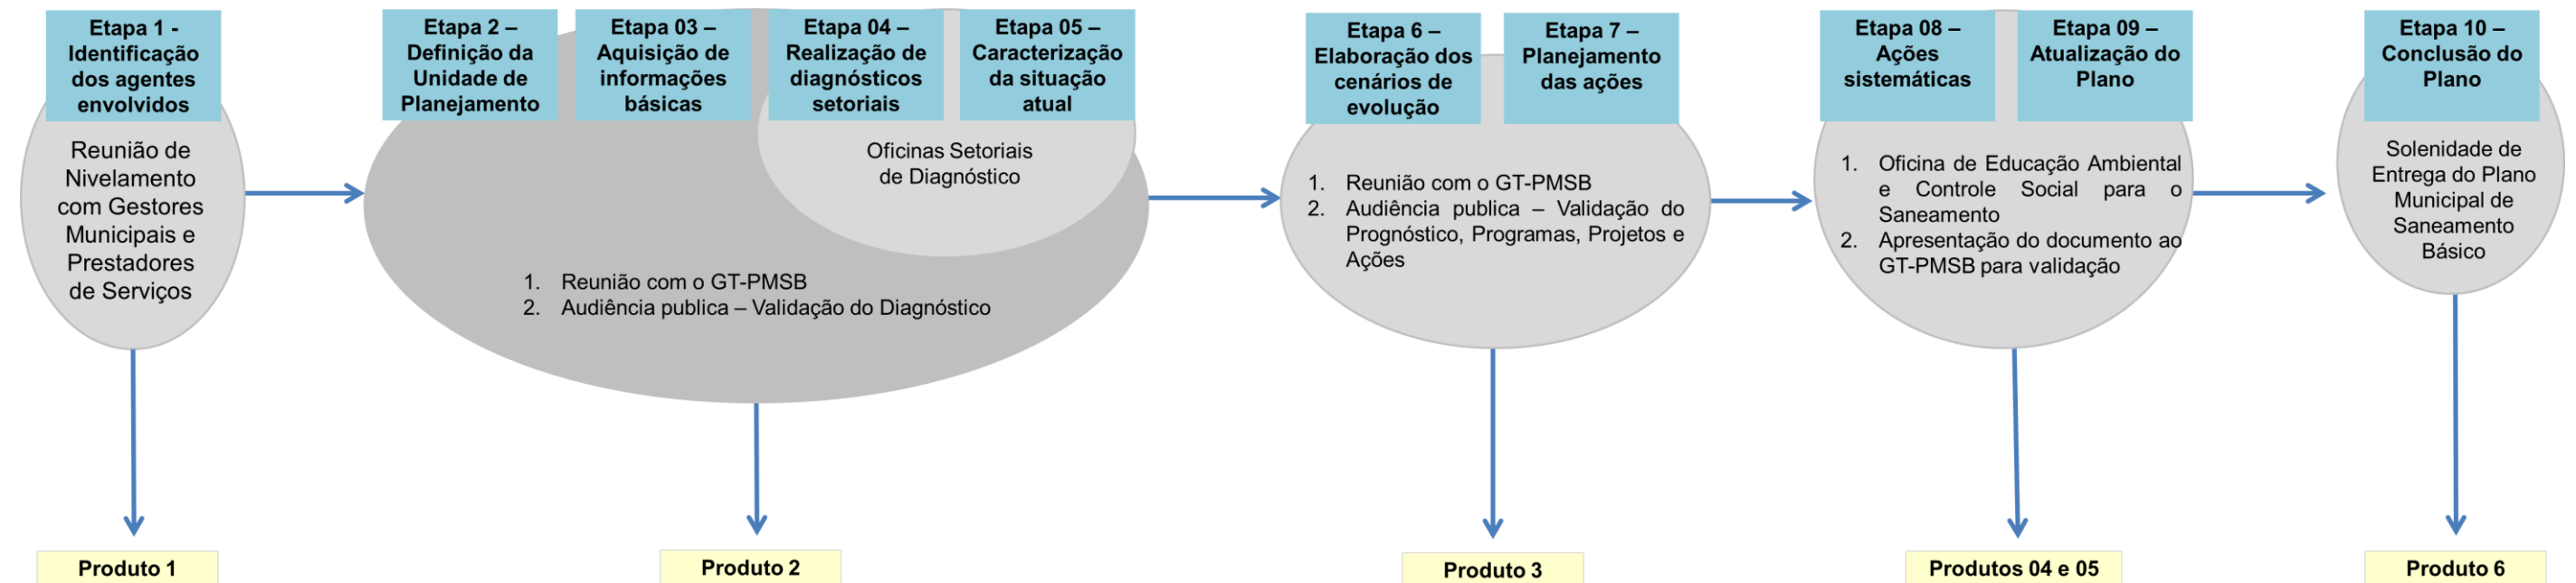 Etapa 1 -
Identificação
dos agentes
envolvidos
Reunião de
Nivelamento
com Gestores
Municipais e
Prestadores
de Serviços
Produto 1
Etapa 2 –
Definição da
Unidade de
Planejamento
Etapa 03 –
Aquisição de
informações
básicas
Etapa 04 –
Realização de
diagnósticos
setoriais
Etapa 05 –
Caracterização
da situação
atual
Oficinas Setoriais
de Diagnóstico
1. Reunião com o GT-PMSB
2. Audiência publica – Validação do Diagnóstico
Produto 2
Etapa 6 –
Elaboração dos
cenários de
evolução
Etapa 7 –
Planejamento
das ações
1. Reunião com o GT-PMSB
2. Audiência publica – Validação do
Prognóstico, Programas, Projetos e
Ações
Produto 3
Etapa 08 –
Ações
sistemáticas
Etapa 09 –
Atualização do
Plano
1. Oficina de Educação Ambiental
e Controle Social para o
Saneamento
2. Apresentação do documento ao
GT-PMSB para validação
Produtos 04 e 05
Etapa 10 –
Conclusão do
Plano
Solenidade de
Entrega do Plano
Municipal de
Saneamento
Básico
Produto 6